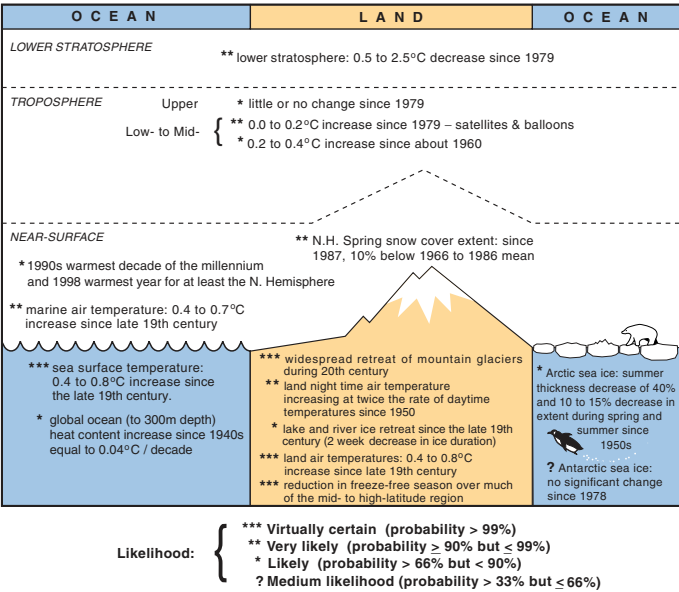 OCEAN
LAND
OCEAN
LOWER STRATOSPHERE
** lower stratosphere: 0.5 to 2.5°C decrease since 1979
TROPOSPHERE
Upper
* little or no change since 1979
Low- to Mid-
{
** 0.0 to 0.2°C increase since 1979 – satellites & balloons
* 0.2 to 0.4°C increase since about 1960
NEAR-SURFACE
** N.H. Spring snow cover extent: since
1987, 10% below 1966 to 1986 mean
* 1990s warmest decade of the millennium
and 1998 warmest year for at least the N. Hemisphere
** marine air temperature: 0.4 to 0.7°C
increase since late 19th century
*** sea surface temperature:
0.4 to 0.8°C increase since
the late 19th century.
* global ocean (to 300m depth)
heat content increase since 1940s
equal to 0.04°C / decade
*** widespread retreat of mountain glaciers
during 20th century
** land night time air temperature
increasing at twice the rate of daytime
temperatures since 1950
* lake and river ice retreat since the late 19th
century (2 week decrease in ice duration)
*** land air temperatures: 0.4 to 0.8°C
increase since late 19th century
*** reduction in freeze-free season over much
of the mid- to high-latitude region
* Arctic sea ice: summer
thickness decrease of 40%
and 10 to 15% decrease in
extent during spring and
summer since
1950s
? Antarctic sea ice:
no significant change
since 1978
Likelihood:
{
*** Virtually certain (probability > 99%)
** Very likely (probability ≥ 90% but ≤ 99%)
* Likely (probability > 66% but < 90%)
? Medium likelihood (probability > 33% but ≤ 66%)